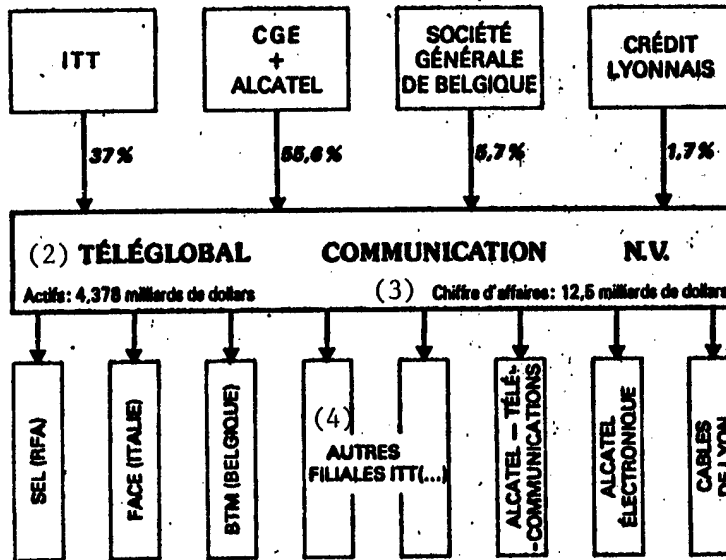 ITT
CGE
+
ALCATEL
SOCIÉTÉ
GÉNÉRALE
DE BELGIQUE
CRÉDIT
LYONNAIS
37%
55,6%
5,7%
1,7%
(2) TÉLÉGLOBAL COMMUNICATION N.V.
Actifs: 4,378 milliards de dollars (3) Chiffre d'affaires: 12,5 milliards de dollars
SEL (RFA)
FACE (ITALIE)
BTM (BELGIQUE)
(4)
AUTRES
FILIALES ITT(...)
ALCATEL — TÉLÉ-
-COMMUNICATIONS
ALCATEL
ÉLECTRONIQUE
CABLES
DE LYON